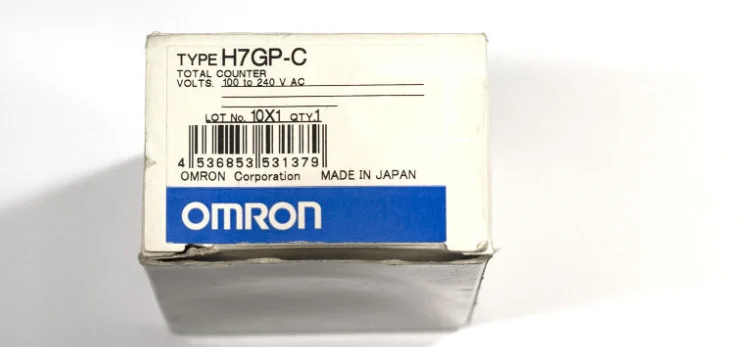 TYPE H7GP-C
TOTAL COUNTER
VOLTS. 100 to 240 V AC
LOT No. 10X1 QTY.1
4 536853 531379
OMRON Corporation MADE IN JAPAN
OMRON